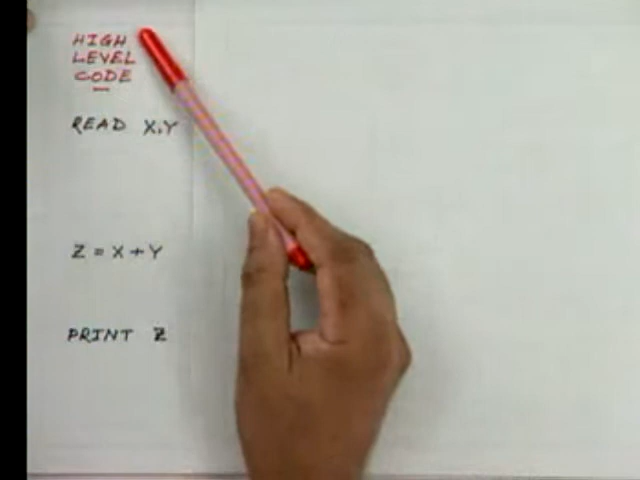 HIGH
LEVEL
CODE
READ X,Y
Z = X + Y
PRINT Z